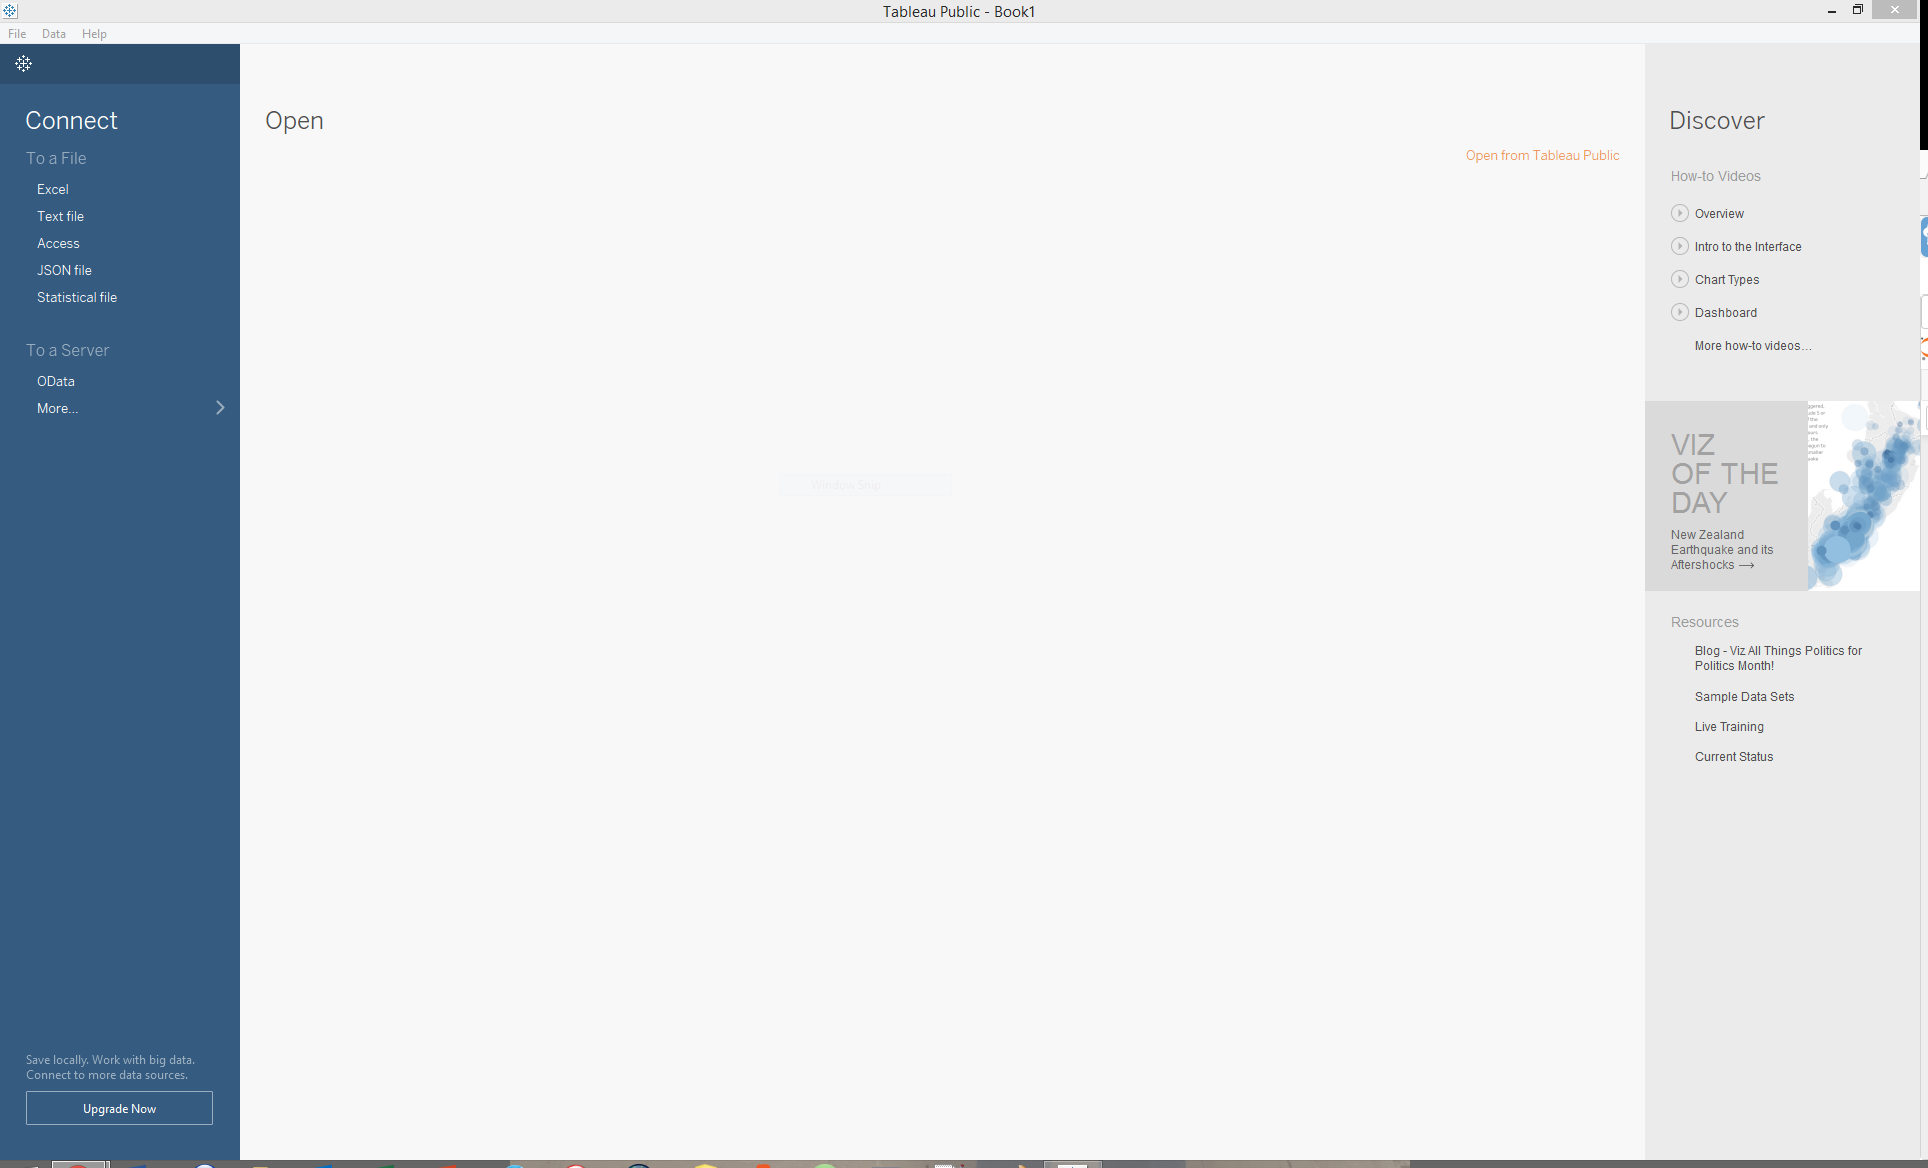 Tableau Public - Book1
File Data Help
Connect
To a File
Excel
Text file
Access
JSON file
Statistical file
To a Server
OData
More...
Save locally. Work with big data.
Connect to more data sources.
Upgrade Now
Open
Open from Tableau Public
Window Snip
Discover
How-to Videos
Overview
Intro to the Interface
Chart Types
Dashboard
More how-to videos...
VIZ
OF THE
DAY
New Zealand
Earthquake and its
Aftershocks →
Resources
Blog - Viz All Things Politics for
Politics Month!
Sample Data Sets
Live Training
Current Status